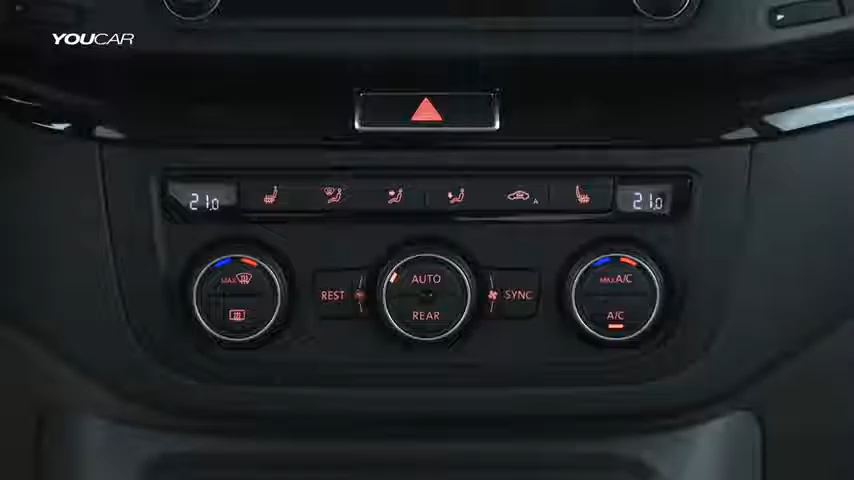 YOUCAR
21.0
A
21.0
MAX
AUTO
MAX A/C
REST
SYNC
REAR
A/C